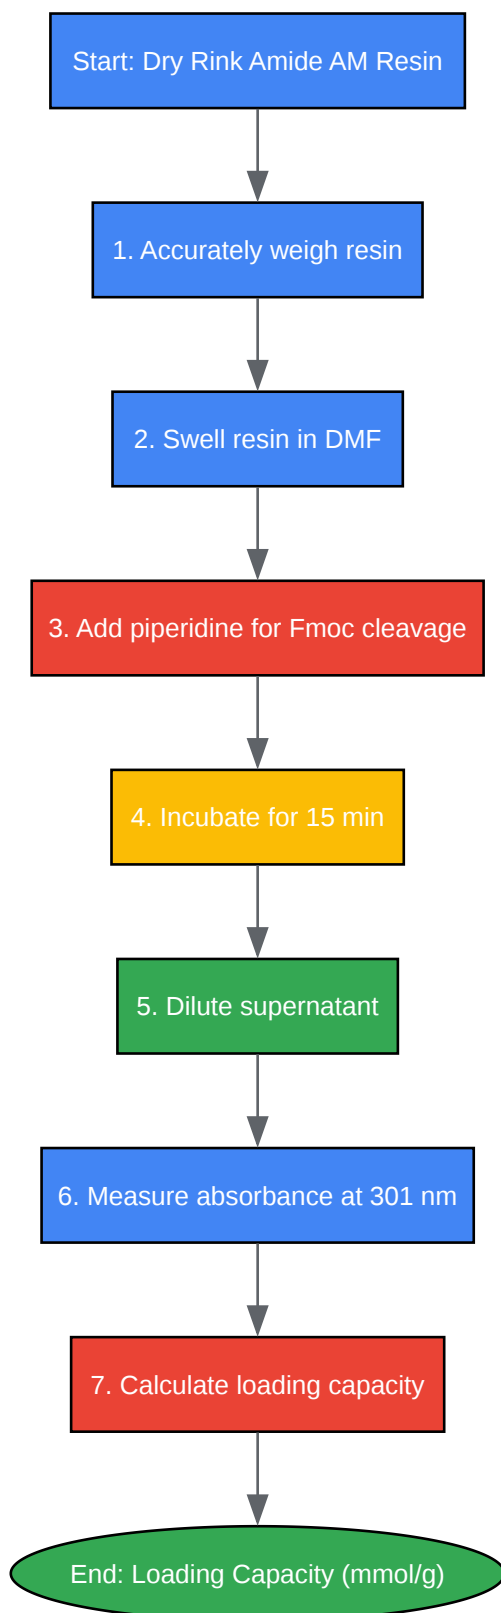 Start: Dry Rink Amide AM Resin
1. Accurately weigh resin
2. Swell resin in DMF
3. Add piperidine for Fmoc cleavage
4. Incubate for 15 min
5. Dilute supernatant
6. Measure absorbance at 301 nm
7. Calculate loading capacity
End: Loading Capacity (mmol/g)